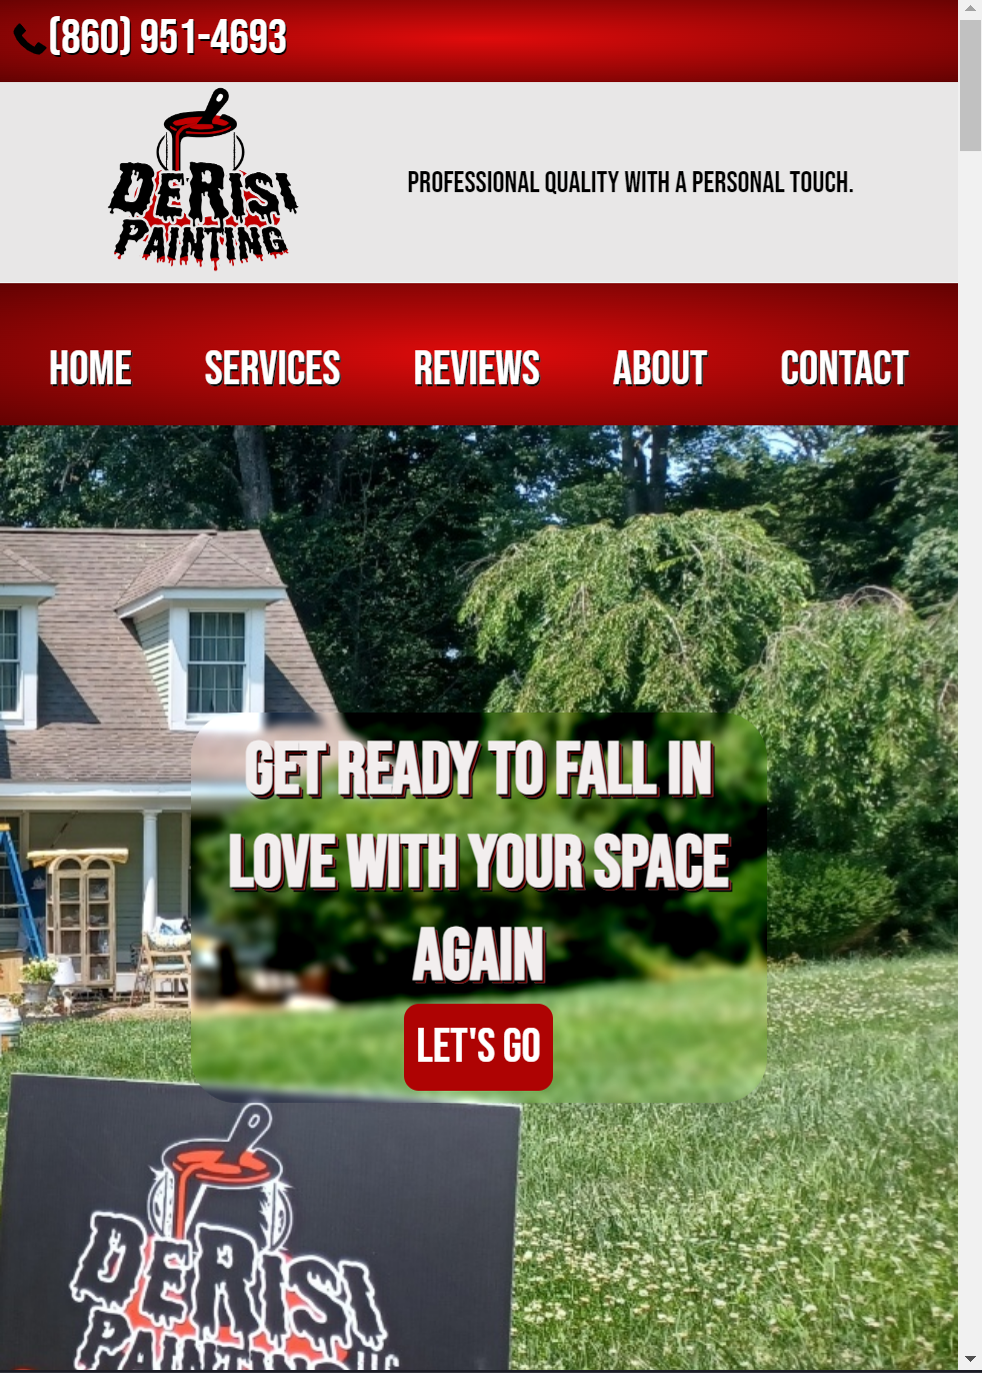 (860) 951-4693
DERISI
PAINTING
PROFESSIONAL QUALITY WITH A PERSONAL TOUCH.
HOME SERVICES REVIEWS ABOUT CONTACT
GET READY TO FALL IN
LOVE WITH YOUR SPACE
AGAIN
LET'S GO
DERISI
PAINTING LLC